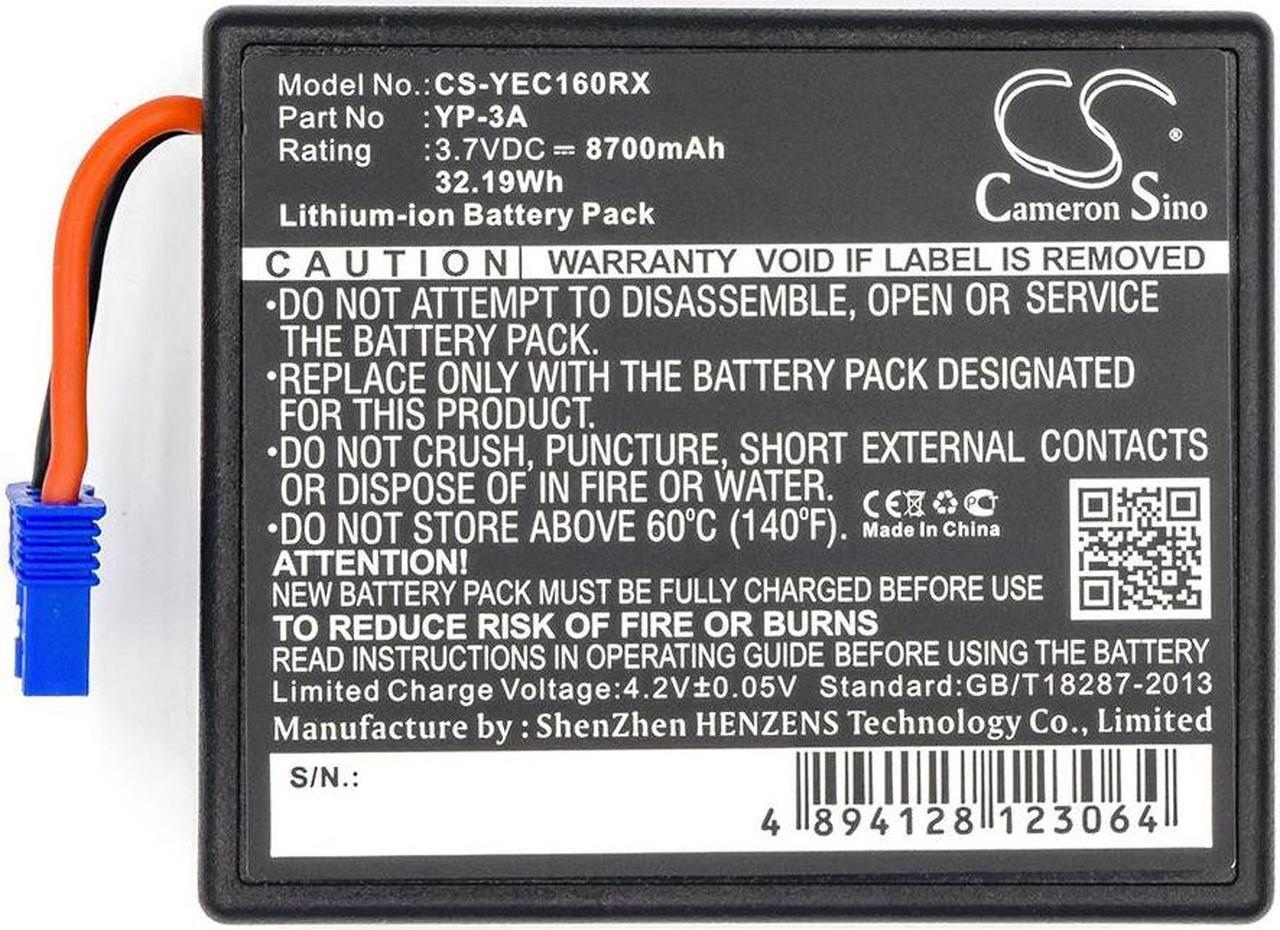 Model No.: CS-YEC160RX
Part No : YP-3A
Rating : 3.7VDC ⎓ 8700mAh
32.19Wh
Lithium-ion Battery Pack
CS®
Cameron Sino
CAUTION WARRANTY VOID IF LABEL IS REMOVED
•DO NOT ATTEMPT TO DISASSEMBLE, OPEN OR SERVICE
THE BATTERY PACK.
•REPLACE ONLY WITH THE BATTERY PACK DESIGNATED
FOR THIS PRODUCT.
•DO NOT CRUSH, PUNCTURE, SHORT EXTERNAL CONTACTS
OR DISPOSE OF IN FIRE OR WATER.
•DO NOT STORE ABOVE 60ºC (140ºF).
CE
Made In China
ATTENTION!
NEW BATTERY PACK MUST BE FULLY CHARGED BEFORE USE
TO REDUCE RISK OF FIRE OR BURNS
READ INSTRUCTIONS IN OPERATING GUIDE BEFORE USING THE BATTERY
Limited Charge Voltage:4.2V±0.05V Standard:GB/T18287-2013
Manufacture by : ShenZhen HENZENS Technology Co., Limited
S/N.:
4 894128 123064